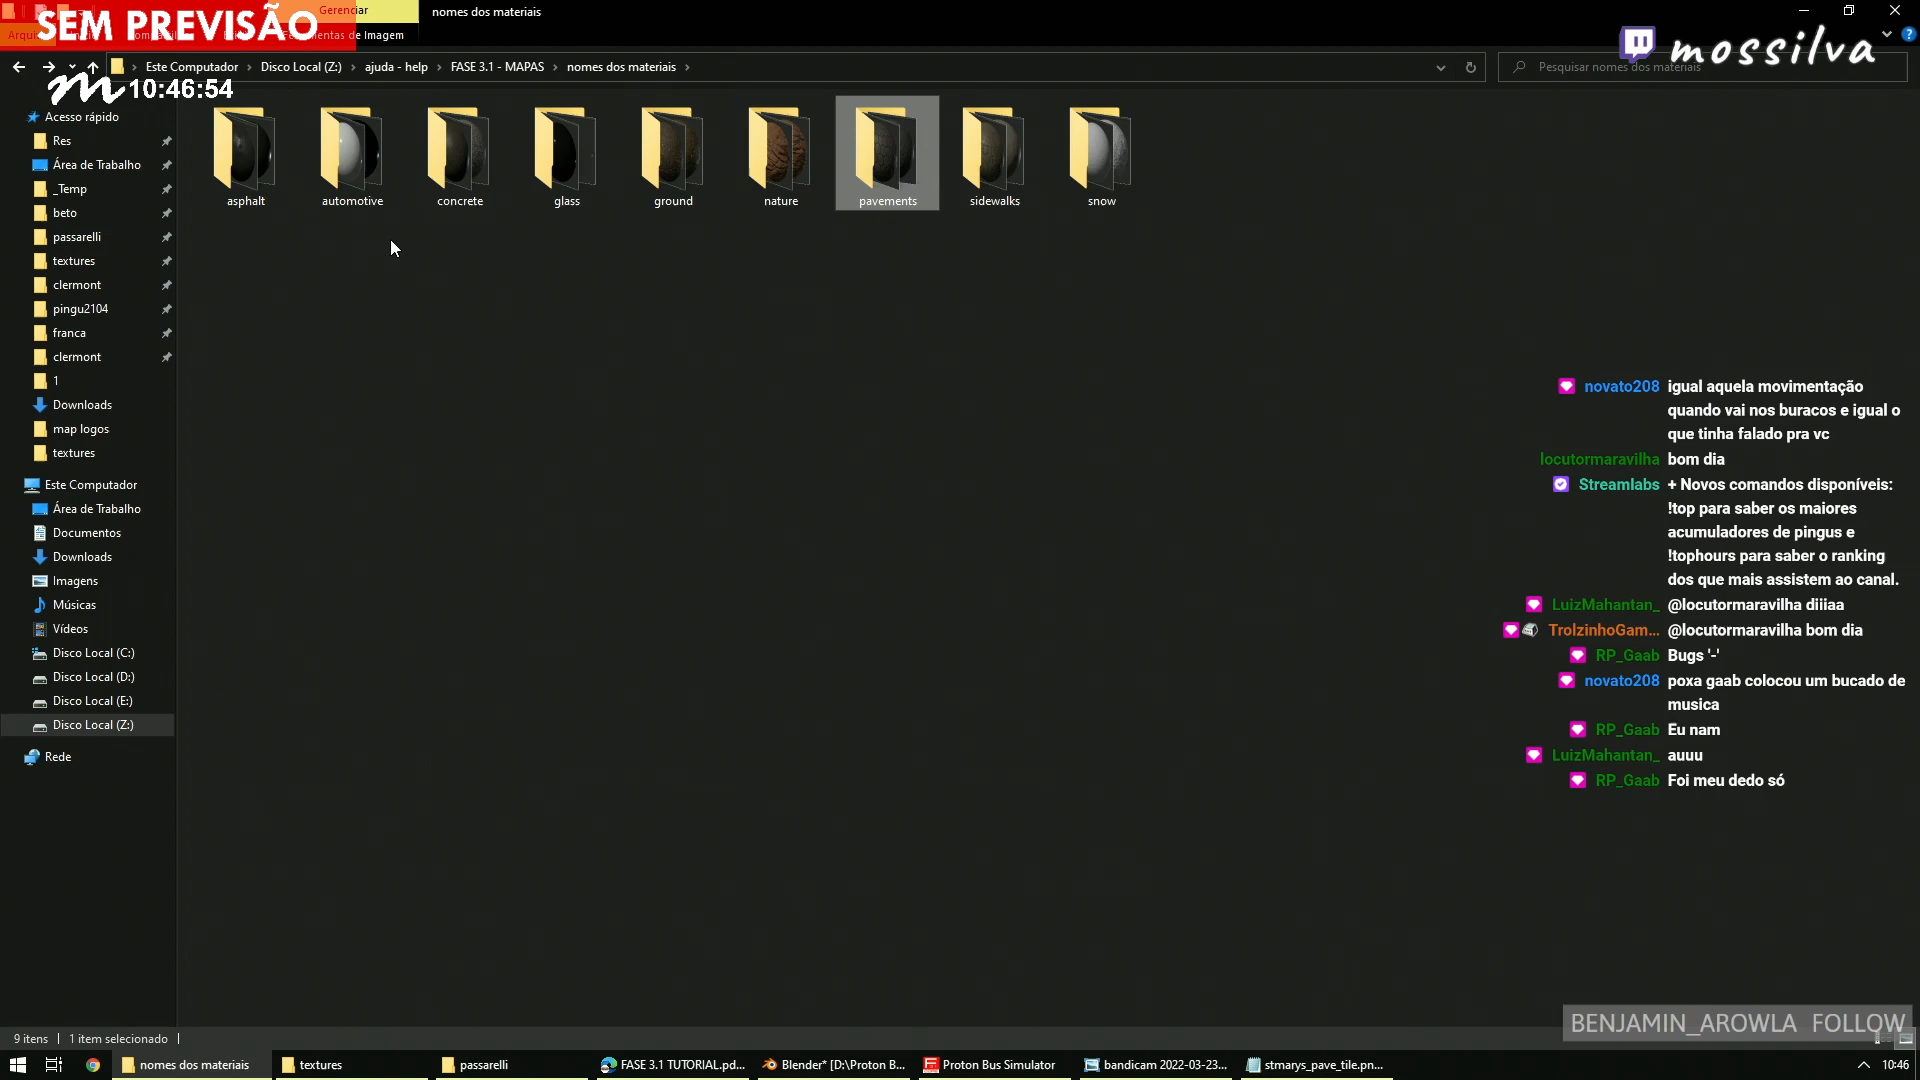 SEM PREVISÃO
Gerenciar
nomes dos materiais
de Imagem
mossilva
Este Computador > Disco Local (Z:) > ajuda - help > FASE 3.1 - MAPAS > nomes dos materiais >
Pesquisar nomes dos materiais
m 10:46:54
Acesso rápido
Res
Área de Trabalho
_Temp
beto
passarelli
textures
clermont
pingu2104
franca
clermont
1
Downloads
map logos
textures
Este Computador
Área de Trabalho
Documentos
Downloads
Imagens
Músicas
Vídeos
Disco Local (C:)
Disco Local (D:)
Disco Local (E:)
Disco Local (Z:)
Rede
asphalt
automotive
concrete
glass
ground
nature
pavements
sidewalks
snow
novato208 igual aquela movimentação
quando vai nos buracos e igual o
que tinha falado pra vc
locutormaravilha bom dia
Streamlabs + Novos comandos disponíveis:
!top para saber os maiores
acumuladores de pingus e
!tophours para saber o ranking
dos que mais assistem ao canal.
LuizMahantan_ @locutormaravilha diiiaa
TrolzinhoGam... @locutormaravilha bom dia
RP_Gaab Bugs '-'
novato208 poxa gaab colocou um bucado de
musica
RP_Gaab Eu nam
LuizMahantan_ auuu
RP_Gaab Foi meu dedo só
BENJAMIN_AROWLA FOLLOW
9 itens
1 item selecionado
nomes dos materiais
textures
passarelli
FASE 3.1 TUTORIAL.pd...
Blender* [D:\Proton B...
Proton Bus Simulator
bandicam 2022-03-23...
stmarys_pave_tile.pn...
10:46